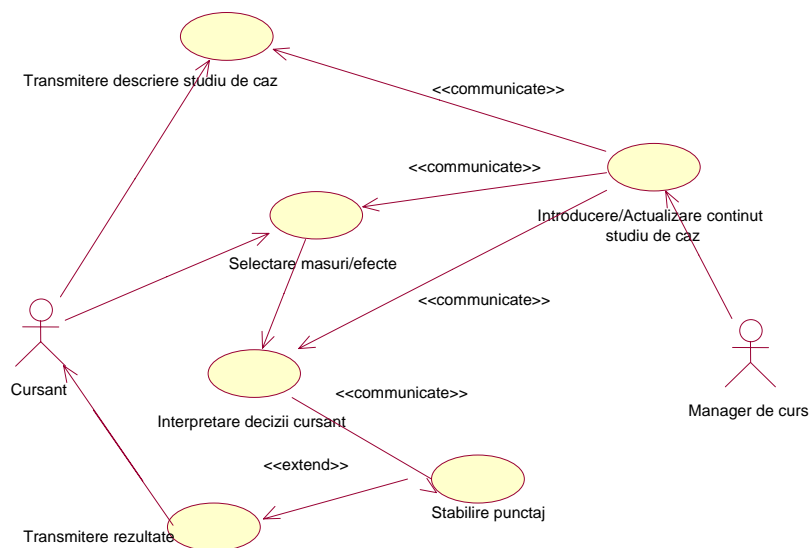 Transmitere descriere studiu de caz
<<communicate>>
<<communicate>>
Introducere/Actualizare continut
studiu de caz
Selectare masuri/efecte
<<communicate>>
Cursant
<<communicate>>
Manager de curs
Interpretare decizii cursant
<<extend>>
Stabilire punctaj
Transmitere rezultate